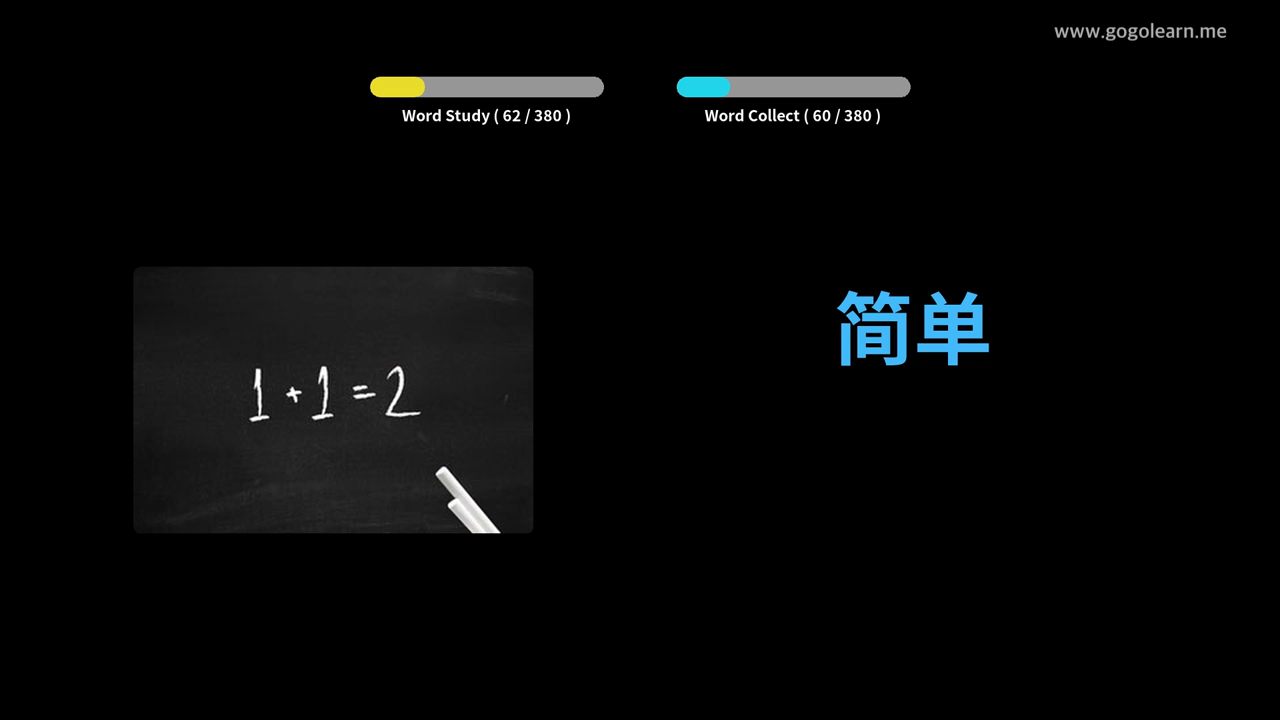 www.gogolearn.me
Word Study ( 62 / 380 )
Word Collect ( 60 / 380 )
简单
1 + 1 = 2